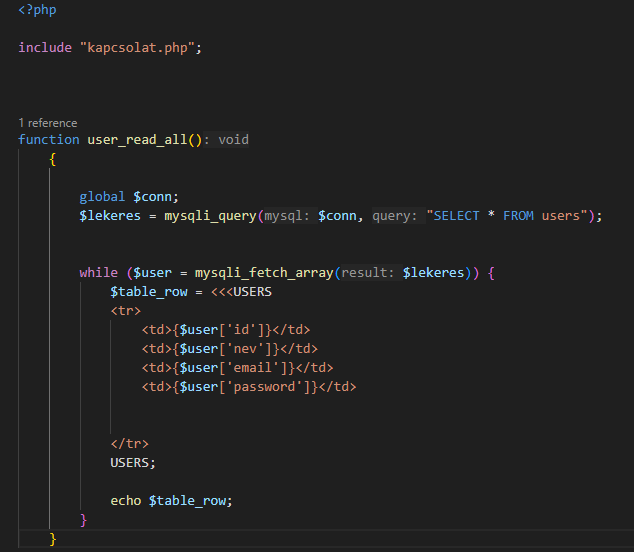 <?php
include "kapcsolat.php";
1 reference
function user_read_all(): void
{
global $conn;
$lekeres = mysqli_query(mysql: $conn, query: "SELECT * FROM users");
while ($user = mysqli_fetch_array(result: $lekeres)) {
$table_row = <<<USERS
<tr>
<td>{$user['id']}</td>
<td>{$user['nev']}</td>
<td>{$user['email']}</td>
<td>{$user['password']}</td>
</tr>
USERS;
echo $table_row;
}
}